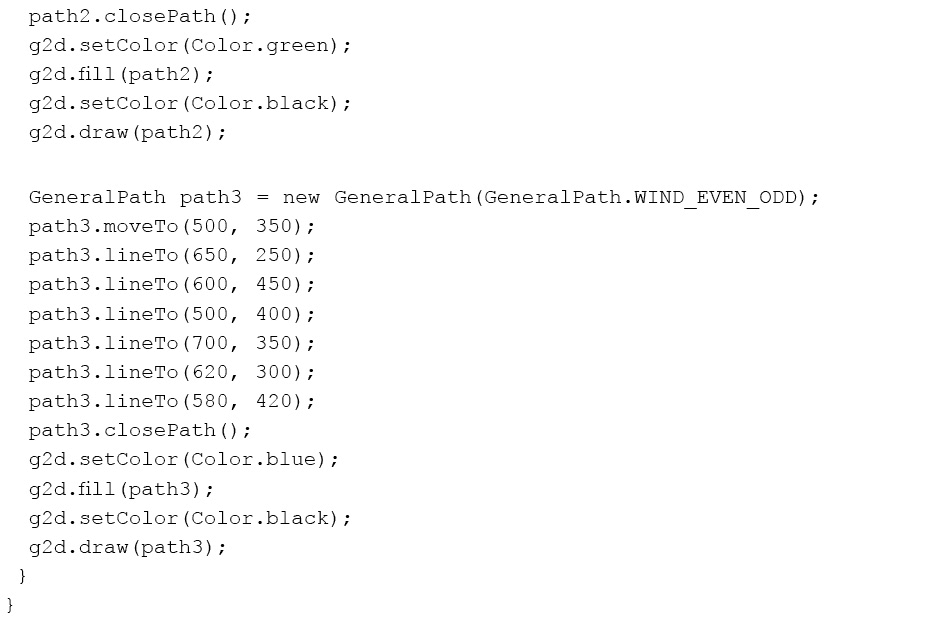 path2.closePath();
g2d.setColor(Color.green);
g2d.fill(path2);
g2d.setColor(Color.black);
g2d.draw(path2);
GeneralPath path3 = new GeneralPath(GeneralPath.WIND_EVEN_ODD);
path3.moveTo(500, 350);
path3.lineTo(650, 250);
path3.lineTo(600, 450);
path3.lineTo(500, 400);
path3.lineTo(700, 350);
path3.lineTo(620, 300);
path3.lineTo(580, 420);
path3.closePath();
g2d.setColor(Color.blue);
g2d.fill(path3);
g2d.setColor(Color.black);
g2d.draw(path3);
}
}